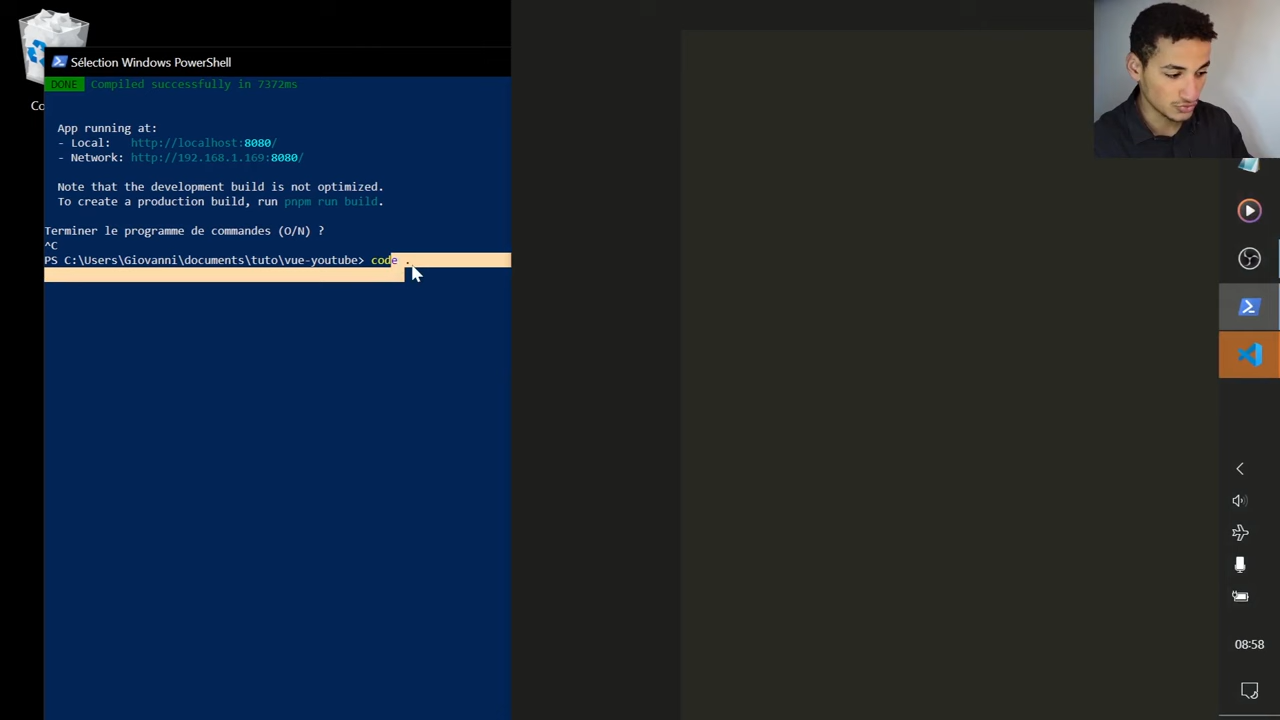 Sélection Windows PowerShell
DONE Compiled successfully in 7372ms
App running at:
- Local: http://localhost:8080/
- Network: http://192.168.1.169:8080/
Note that the development build is not optimized.
To create a production build, run pnpm run build.
Terminer le programme de commandes (O/N) ?
^C
PS C:\Users\Giovanni\documents\tuto\vue-youtube> code .
Co
08:58